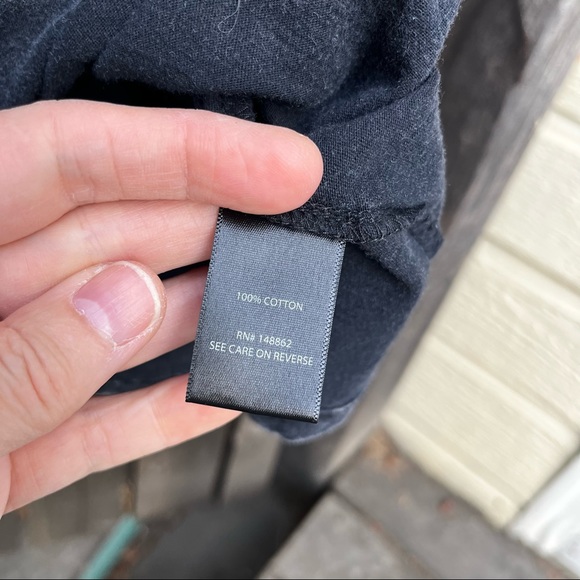 100% COTTON
RN# 148862
SEE CARE ON REVERSE